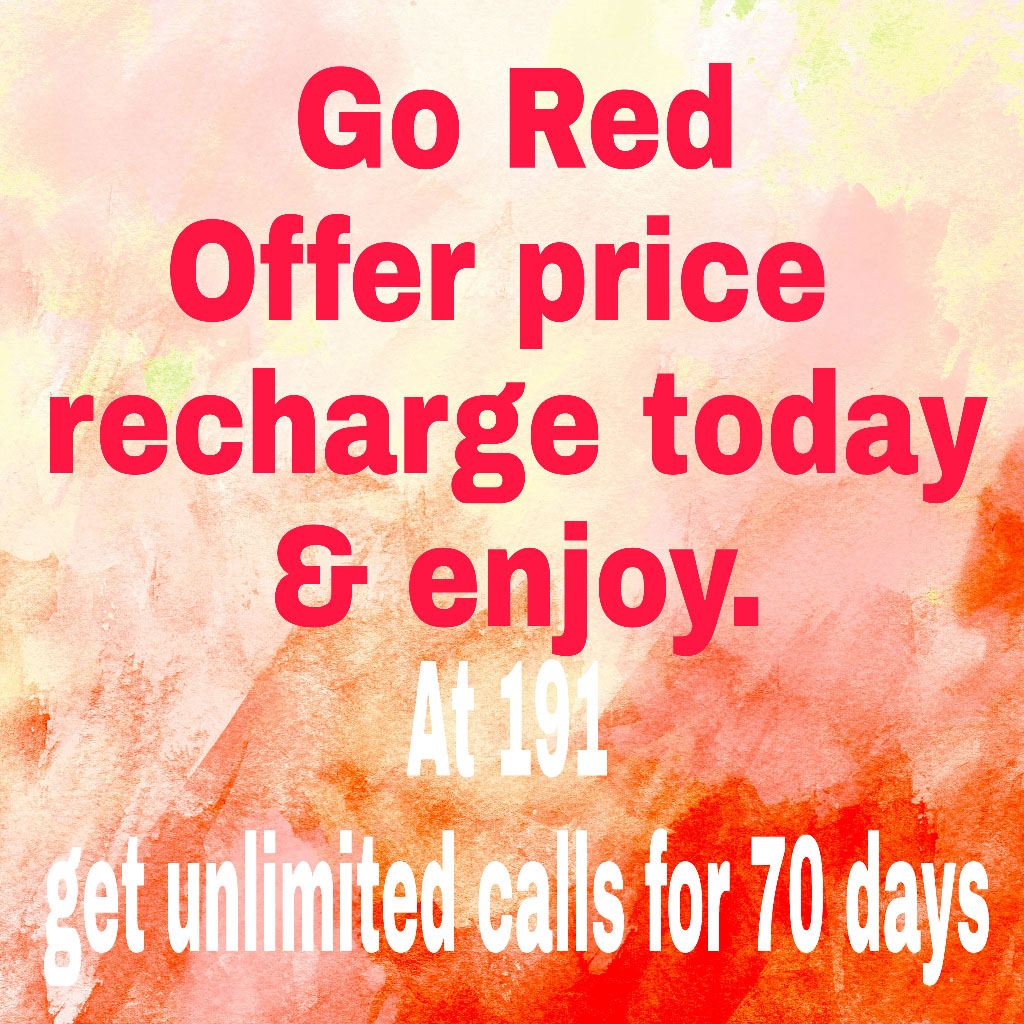 Go Red
Offer price
recharge today
& enjoy.
At 191
get unlimited calls for 70 days